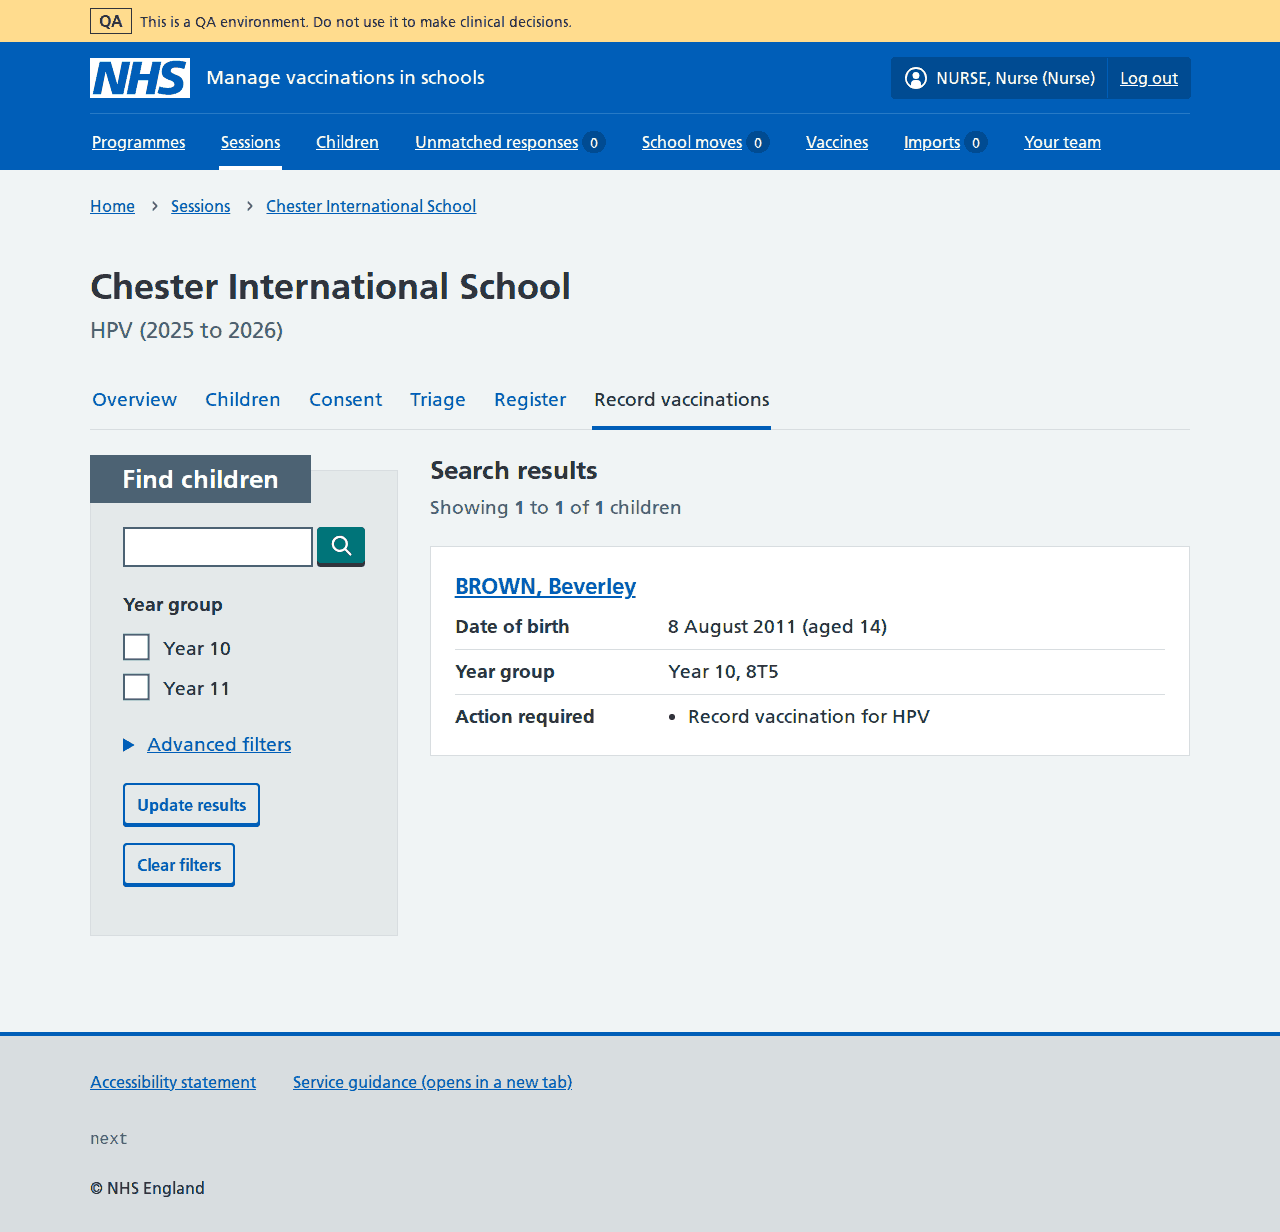 QA This is a QA environment. Do not use it to make clinical decisions.
NHS Manage vaccinations in schools NURSE, Nurse (Nurse) Log out
Programmes Sessions Children Unmatched responses 0 School moves 0 Vaccines Imports 0 Your team
Home Sessions Chester International School
Chester International School
HPV (2025 to 2026)
Overview Children Consent Triage Register Record vaccinations
Find children
Year group
Year 10
Year 11
Advanced filters
Update results
Clear filters
Search results
Showing 1 to 1 of 1 children
BROWN, Beverley
Date of birth 8 August 2011 (aged 14)
Year group Year 10, 8T5
Action required • Record vaccination for HPV
Accessibility statement Service guidance (opens in a new tab)
next
© NHS England